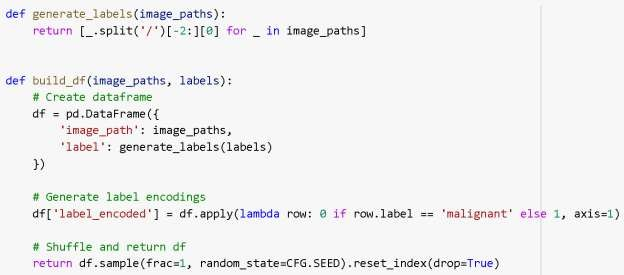 def generate_labels(image_paths):
    return [_.split('/')[-2:][0] for _ in image_paths]


def build_df(image_paths, labels):
    # Create dataframe
    df = pd.DataFrame({
        'image_path': image_paths,
        'label': generate_labels(labels)
    })

    # Generate label encodings
    df['label_encoded'] = df.apply(lambda row: 0 if row.label == 'malignant' else 1, axis=1)

    # Shuffle and return df
    return df.sample(frac=1, random_state=CFG.SEED).reset_index(drop=True)